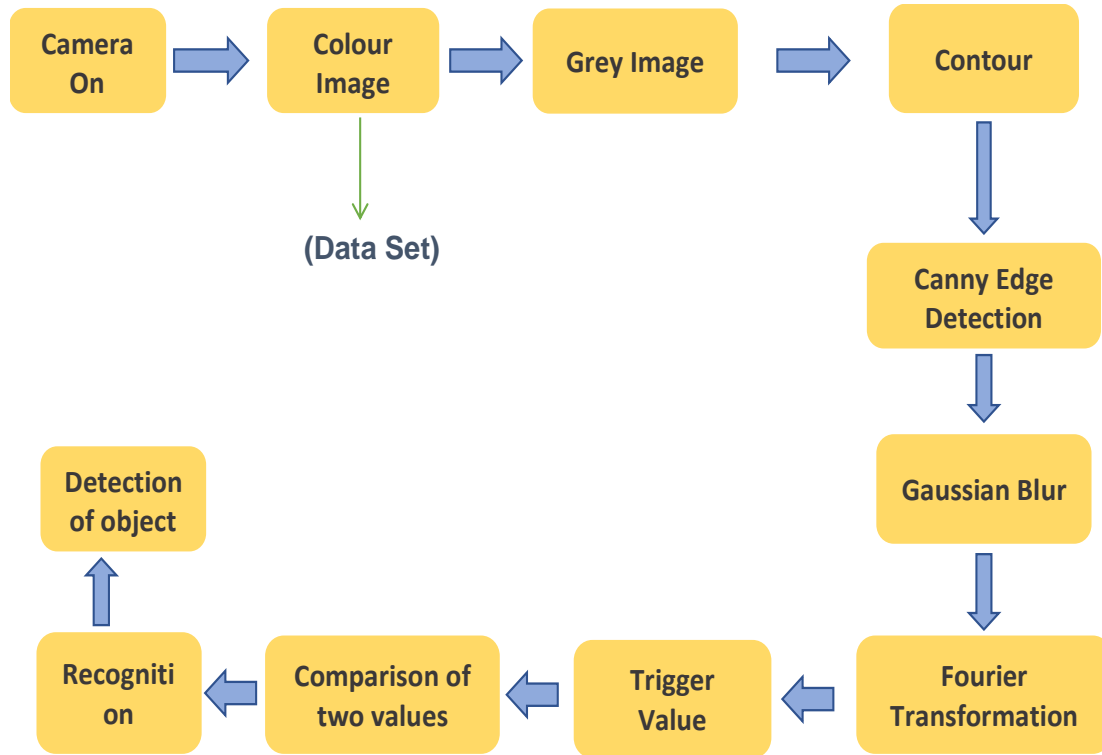 Camera
On
Colour
Image
Grey Image
Contour
(Data Set)
Canny Edge
Detection
Gaussian Blur
Fourier
Transformation
Trigger
Value
Comparison of
two values
Recogniti
on
Detection
of object